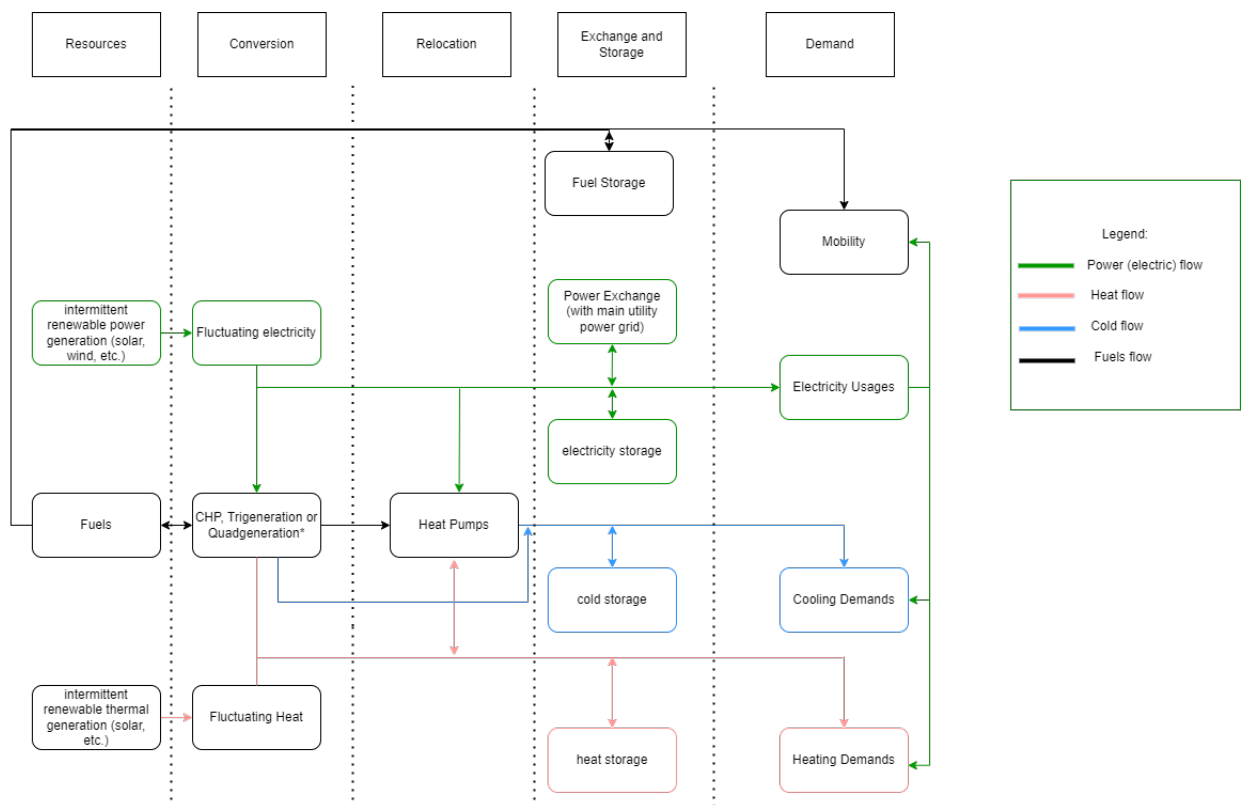 Resources
Conversion
Relocation
Exchange and
Storage
Demand
Fuel Storage
Mobility
Legend:
Power (electric) flow
Heat flow
Cold flow
Fuels flow
intermittent
renewable power
generation (solar,
wind, etc.)
Fluctuating electricity
Power Exchange
(with main utility
power grid)
Electricity Usages
electricity storage
Fuels
CHP, Trigeneration or
Quadgeneration*
Heat Pumps
cold storage
Cooling Demands
intermittent
renewable thermal
generation (solar,
etc.)
Fluctuating Heat
heat storage
Heating Demands